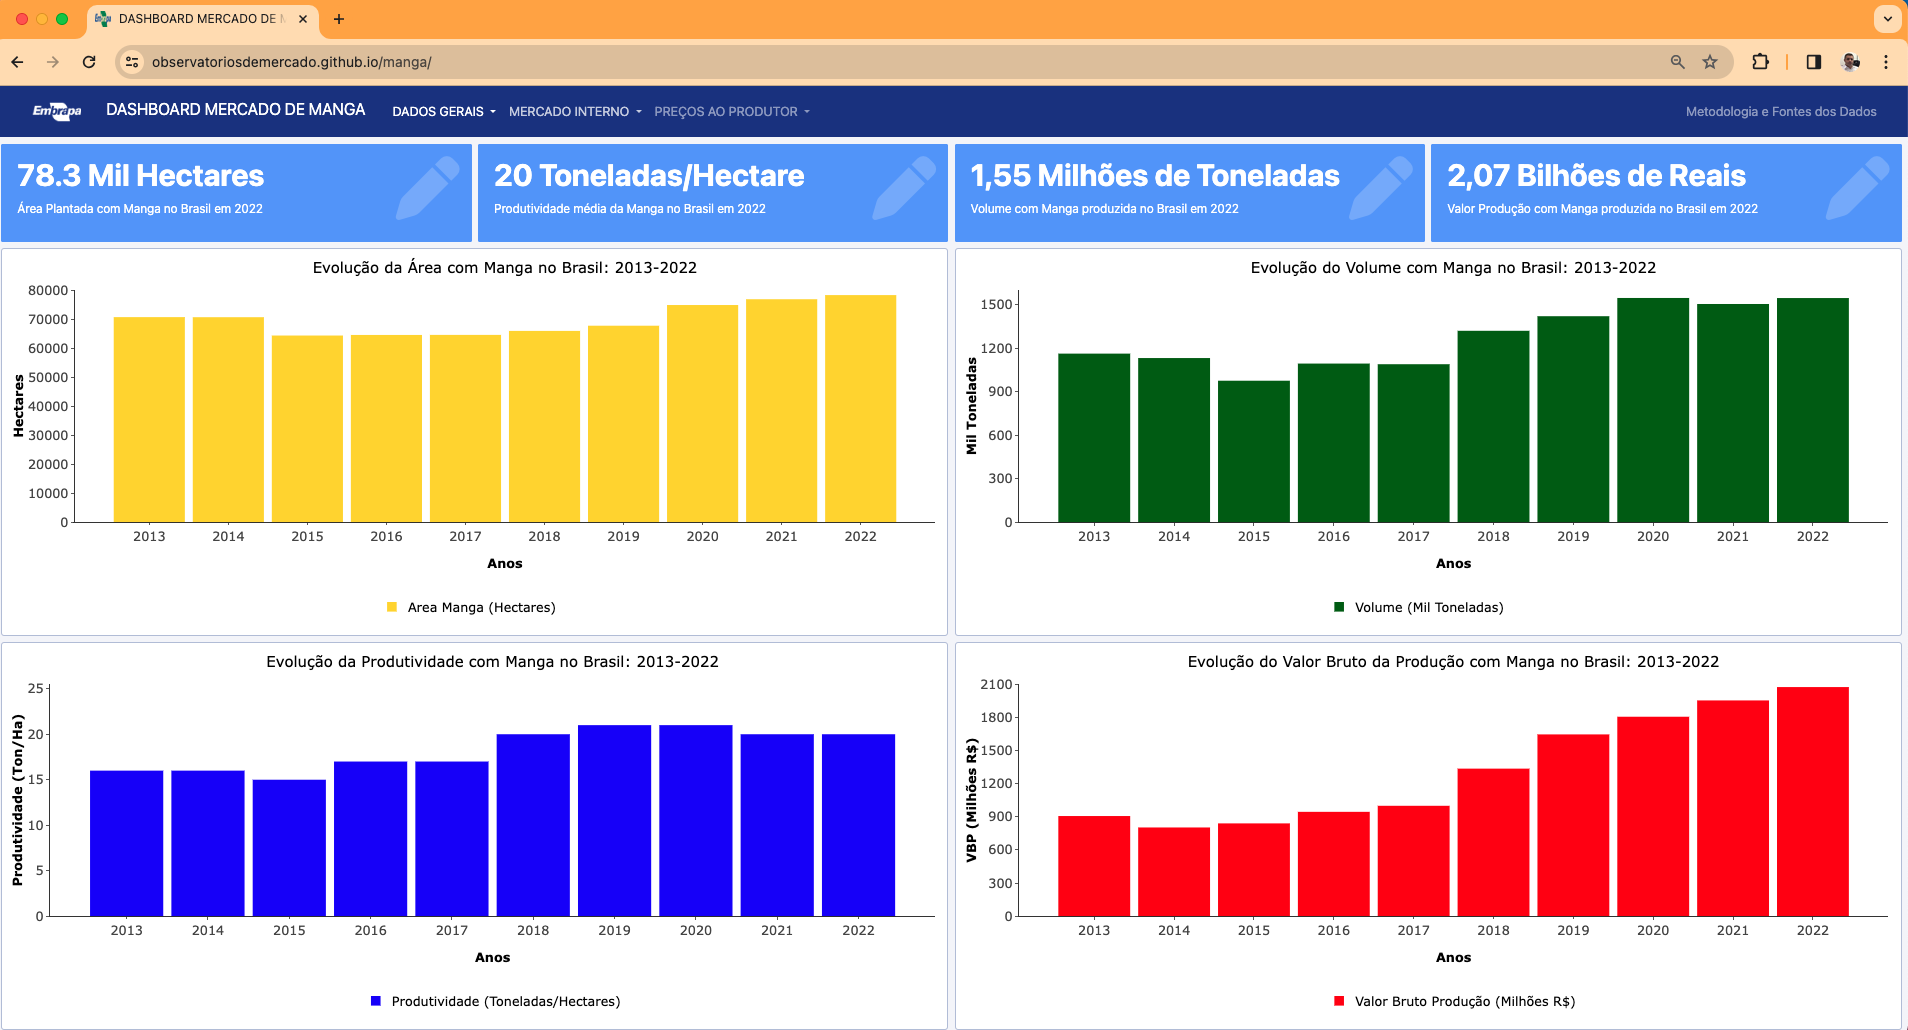 DASHBOARD MERCADO DE M
observatoriosdemercado.github.io/manga/
Embrapa DASHBOARD MERCADO DE MANGA DADOS GERAIS MERCADO INTERNO PREÇOS AO PRODUTOR Metodologia e Fontes dos Dados
78.3 Mil Hectares
Área Plantada com Manga no Brasil em 2022
20 Toneladas/Hectare
Produtividade média da Manga no Brasil em 2022
1,55 Milhões de Toneladas
Volume com Manga produzida no Brasil em 2022
2,07 Bilhões de Reais
Valor Produção com Manga produzida no Brasil em 2022
Evolução da Área com Manga no Brasil: 2013-2022
Hectares
80000
70000
60000
50000
40000
30000
20000
10000
0
2013 2014 2015 2016 2017 2018 2019 2020 2021 2022
Anos
Area Manga (Hectares)
Evolução do Volume com Manga no Brasil: 2013-2022
Mil Toneladas
1500
1200
900
600
300
0
2013 2014 2015 2016 2017 2018 2019 2020 2021 2022
Anos
Volume (Mil Toneladas)
Evolução da Produtividade com Manga no Brasil: 2013-2022
Produtividade (Ton/Ha)
25
20
15
10
5
0
2013 2014 2015 2016 2017 2018 2019 2020 2021 2022
Anos
Produtividade (Toneladas/Hectares)
Evolução do Valor Bruto da Produção com Manga no Brasil: 2013-2022
VBP (Milhões R$)
2100
1800
1500
1200
900
600
300
0
2013 2014 2015 2016 2017 2018 2019 2020 2021 2022
Anos
Valor Bruto Produção (Milhões R$)